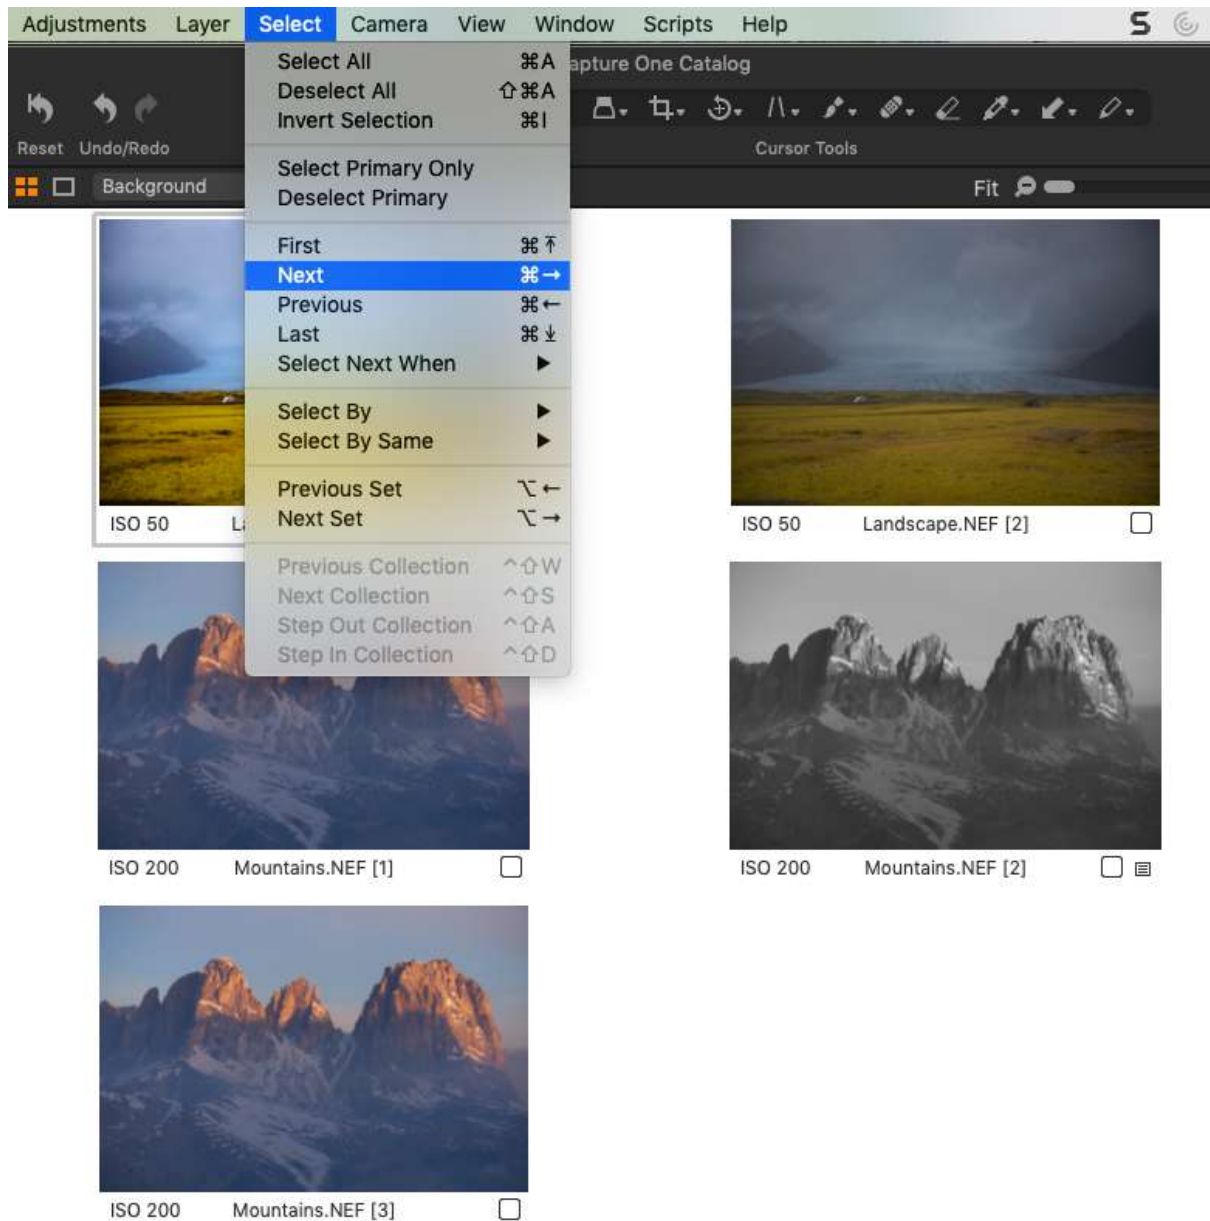 Adjustments Layer Select Camera View Window Scripts Help
Select All ⌘A
Deselect All ⇧⌘A
Invert Selection ⌘I
Select Primary Only
Deselect Primary
First ⌘⤒
Next ⌘→
Previous ⌘←
Last ⌘⤓
Select Next When ▶
Select By ▶
Select By Same ▶
Previous Set ⌥←
Next Set ⌥→
Previous Collection ^⇧W
Next Collection ^⇧S
Step Out Collection ^⇧A
Step In Collection ^⇧D
Catalog
Reset Undo/Redo
Cursor Tools
Background
Fit
ISO 50
ISO 50 Landscape.NEF [2]
ISO 200 Mountains.NEF [1]
ISO 200 Mountains.NEF [2]
ISO 200 Mountains.NEF [3]